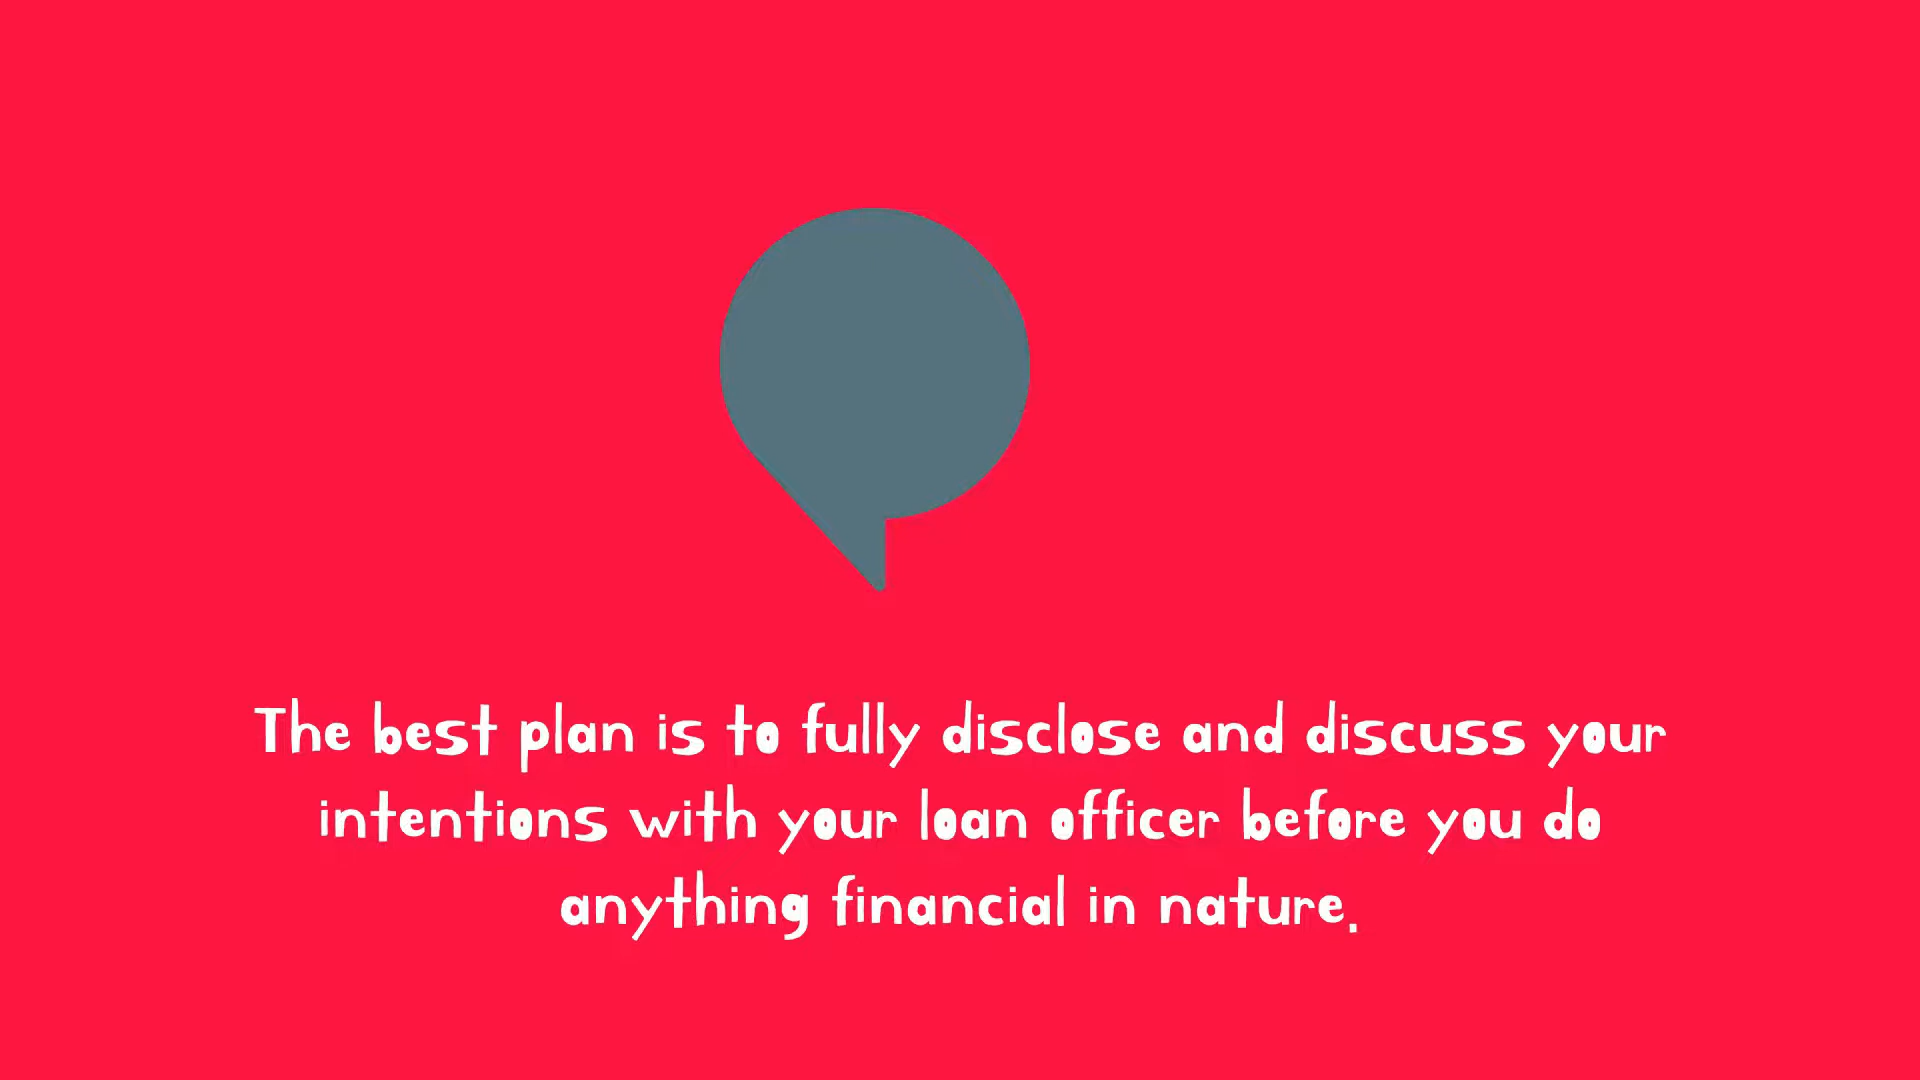 The best plan is to fully disclose and discuss your
intentions with your loan officer before you do
anything financial in nature.